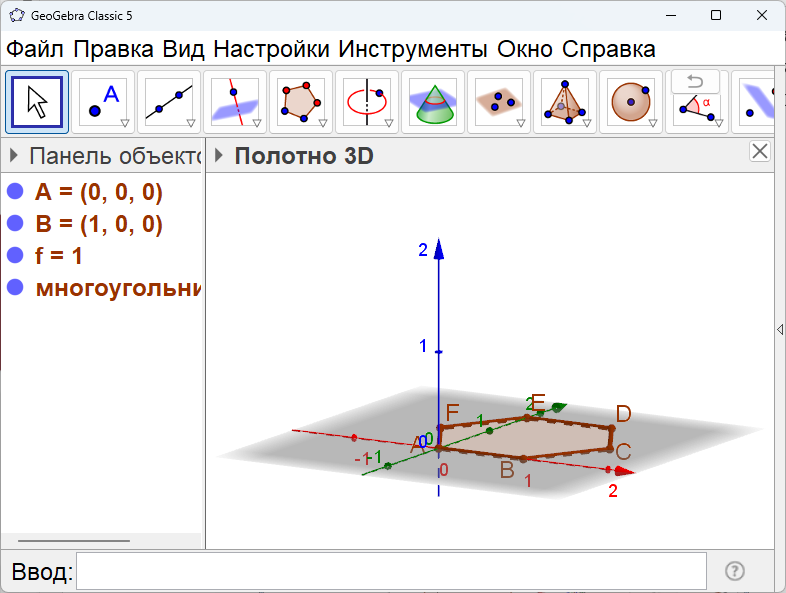 GeoGebra Classic 5
Файл Правка Вид Настройки Инструменты Окно Справка
A
α
Панель объекто
Полотно 3D
A = (0, 0, 0)
B = (1, 0, 0)
f = 1
многоугольни
2
1
2 E
F 1 D
A 0 0 C
-1 -1 0 B 1
2
Ввод:
?